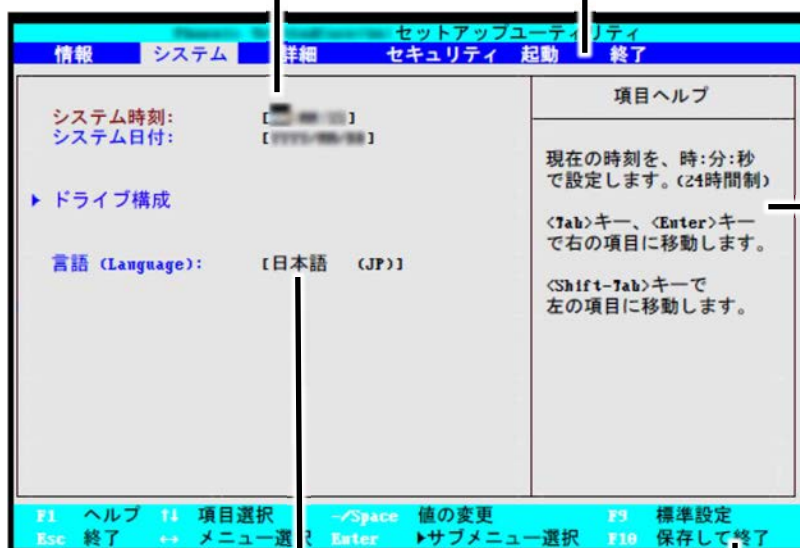 セットアップユーティリティ
情報 システム 詳細 セキュリティ 起動 終了
項目ヘルプ
システム時刻:
システム日付:
現在の時刻を、時:分:秒
で設定します。(24時間制)
▶ ドライブ構成
<Tab>キー、<Enter>キー
で右の項目に移動します。
言語 (Language): [日本語 (JP)]
<Shift-Tab>キーで
左の項目に移動します。
F1 ヘルプ ↑↓ 項目選択 -/Space 値の変更 F9 標準設定
Esc 終了 ↔ メニュー選択 Enter ▶サブメニュー選択 F10 保存して終了